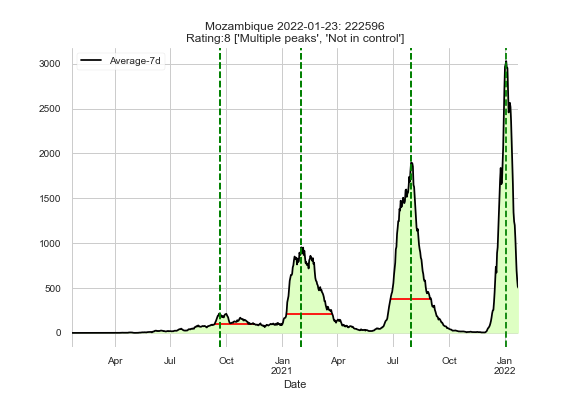 Mozambique 2022-01-23: 222596
Rating:8 ['Multiple peaks', 'Not in control']
Average-7d
3000
2500
2000
1500
1000
500
0
Apr Jul Oct Jan Apr Jul Oct Jan
2021 2022
Date